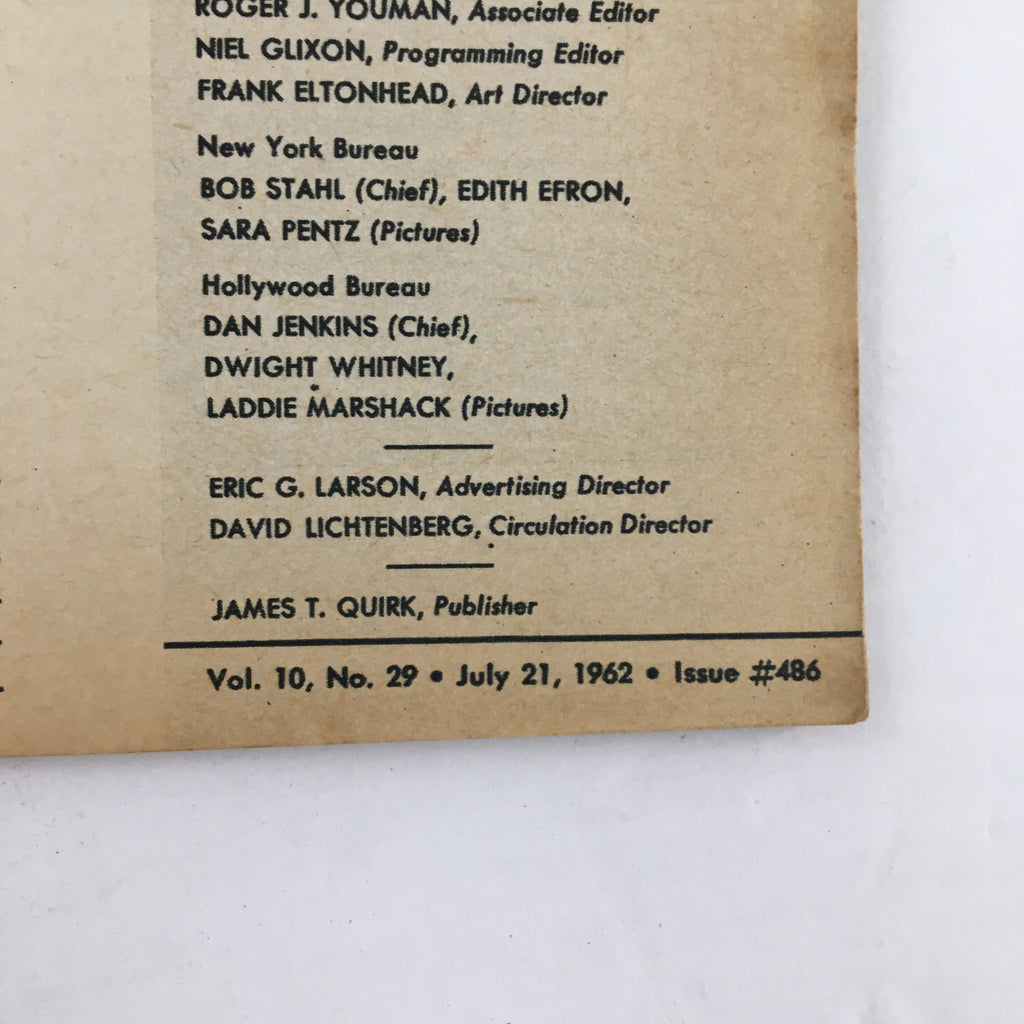 ROGER J. YOUMAN, Associate Editor
NIEL GLIXON, Programming Editor
FRANK ELTONHEAD, Art Director
New York Bureau
BOB STAHL (Chief), EDITH EFRON,
SARA PENTZ (Pictures)
Hollywood Bureau
DAN JENKINS (Chief),
DWIGHT WHITNEY,
LADDIE MARSHACK (Pictures)
ERIC G. LARSON, Advertising Director
DAVID LICHTENBERG, Circulation Director
JAMES T. QUIRK, Publisher
Vol. 10, No. 29 • July 21, 1962 • Issue #486